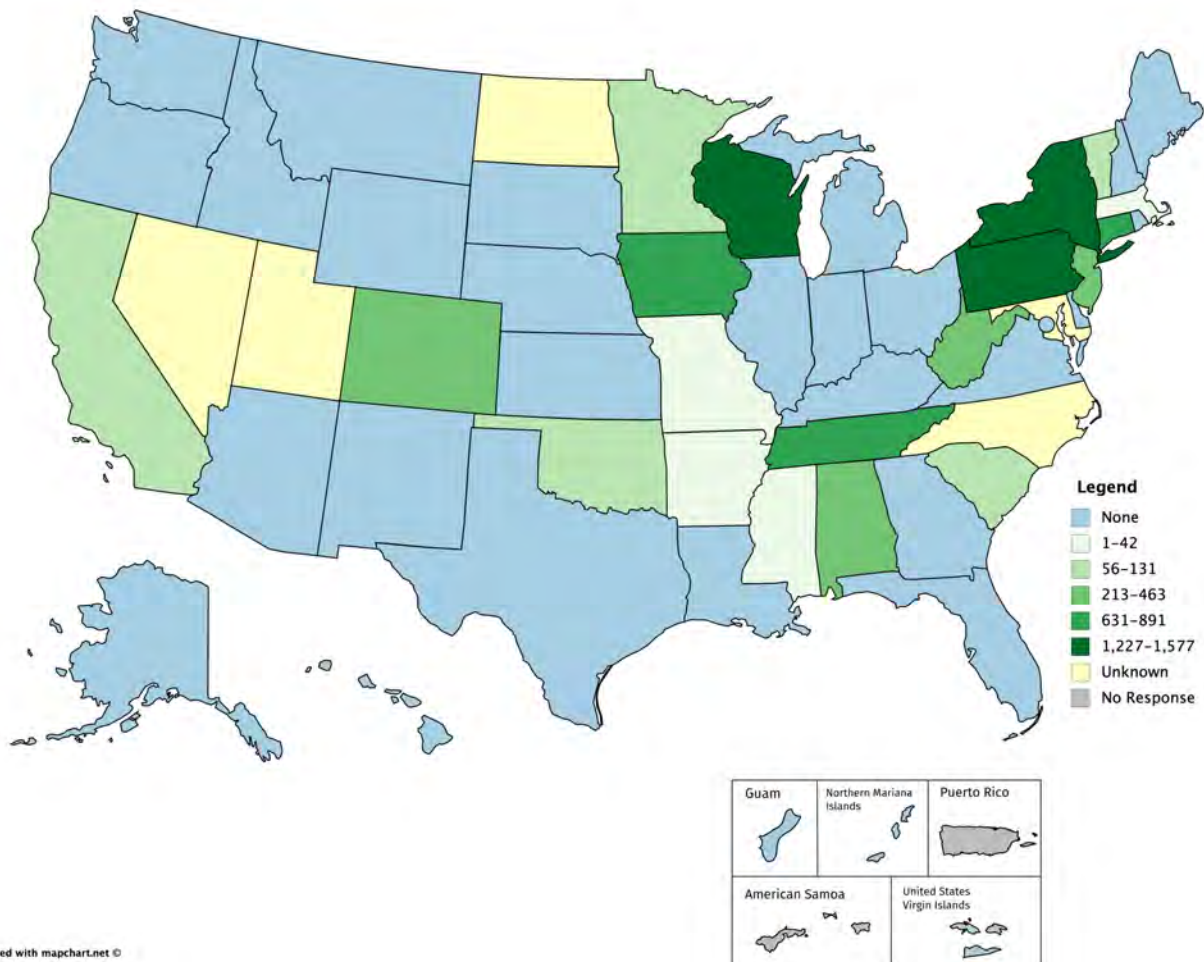 Legend
None
1–42
56–131
213–463
631–891
1,227–1,577
Unknown
No Response
Guam
Northern Mariana
Islands
Puerto Rico
American Samoa
United States
Virgin Islands
ed with mapchart.net ©